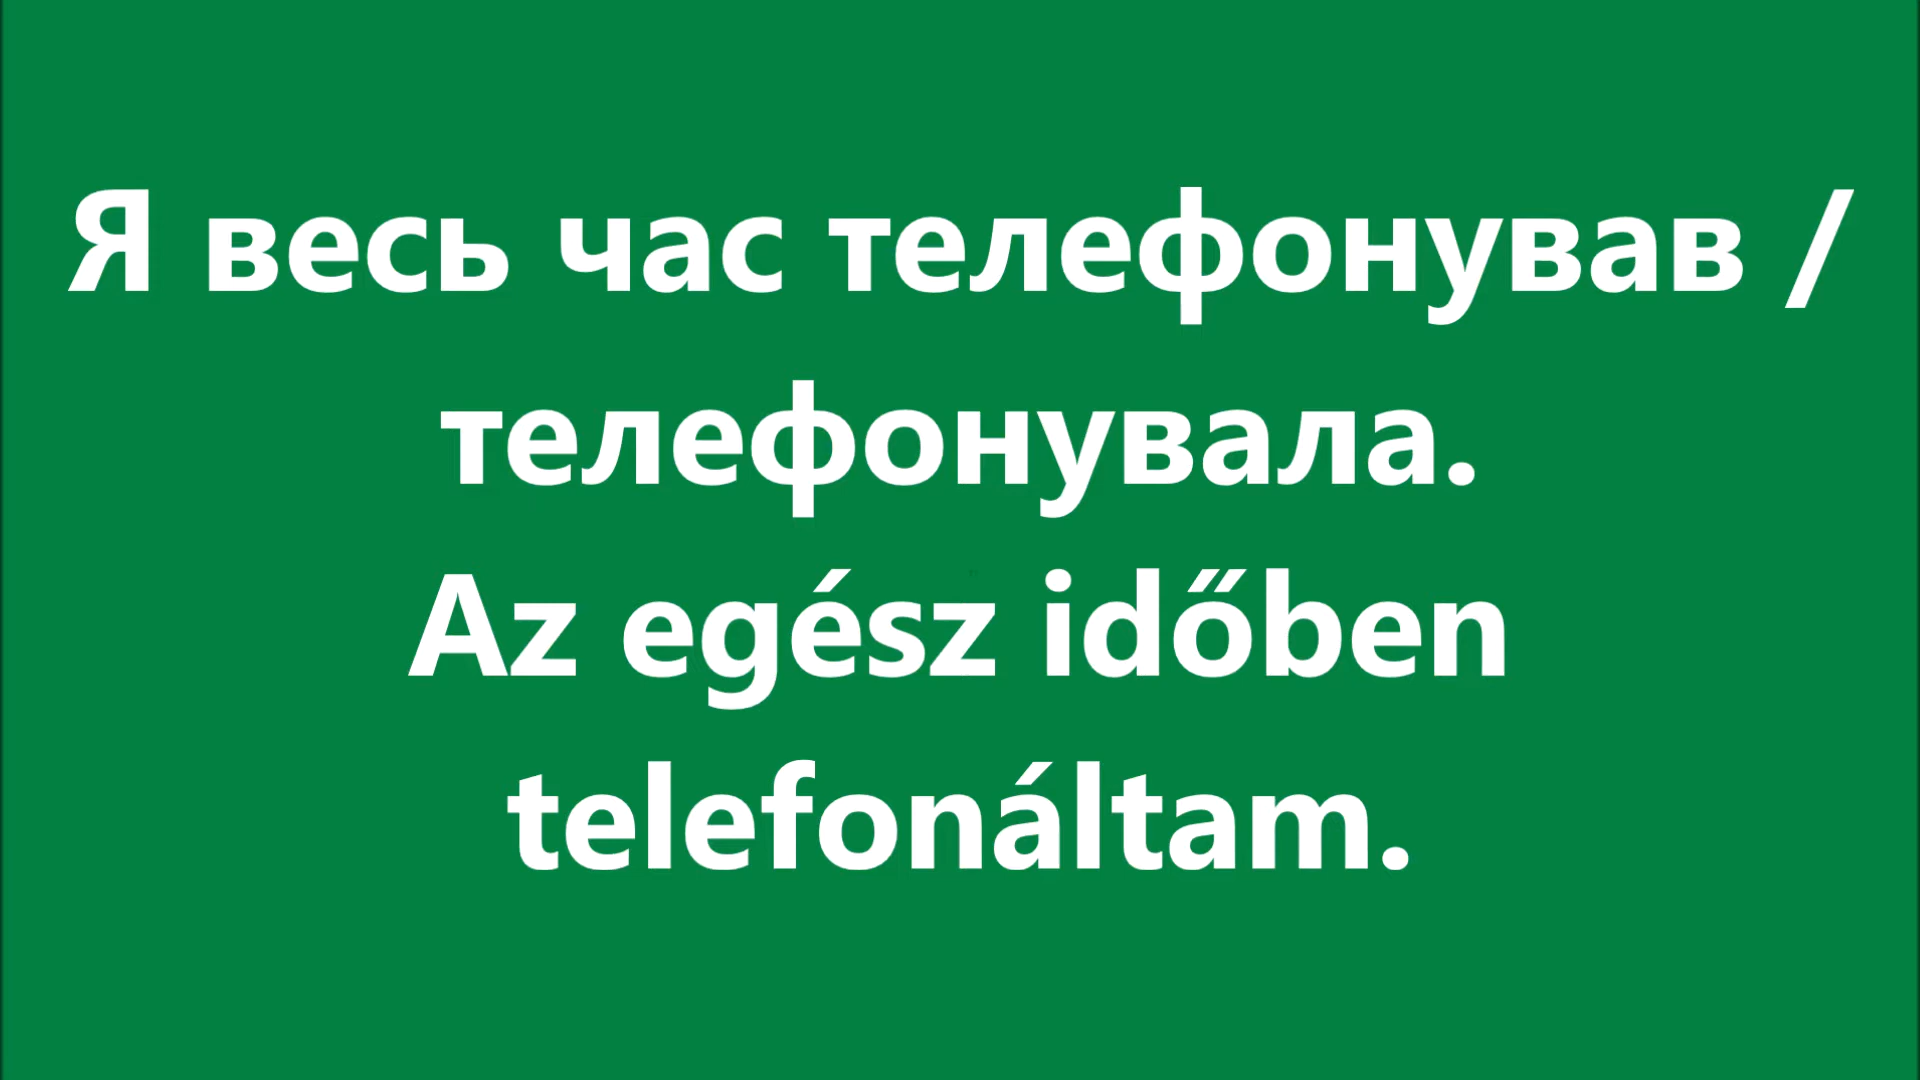 Я весь час телефонував /
телефонувала.
Az egész időben
telefonáltam.